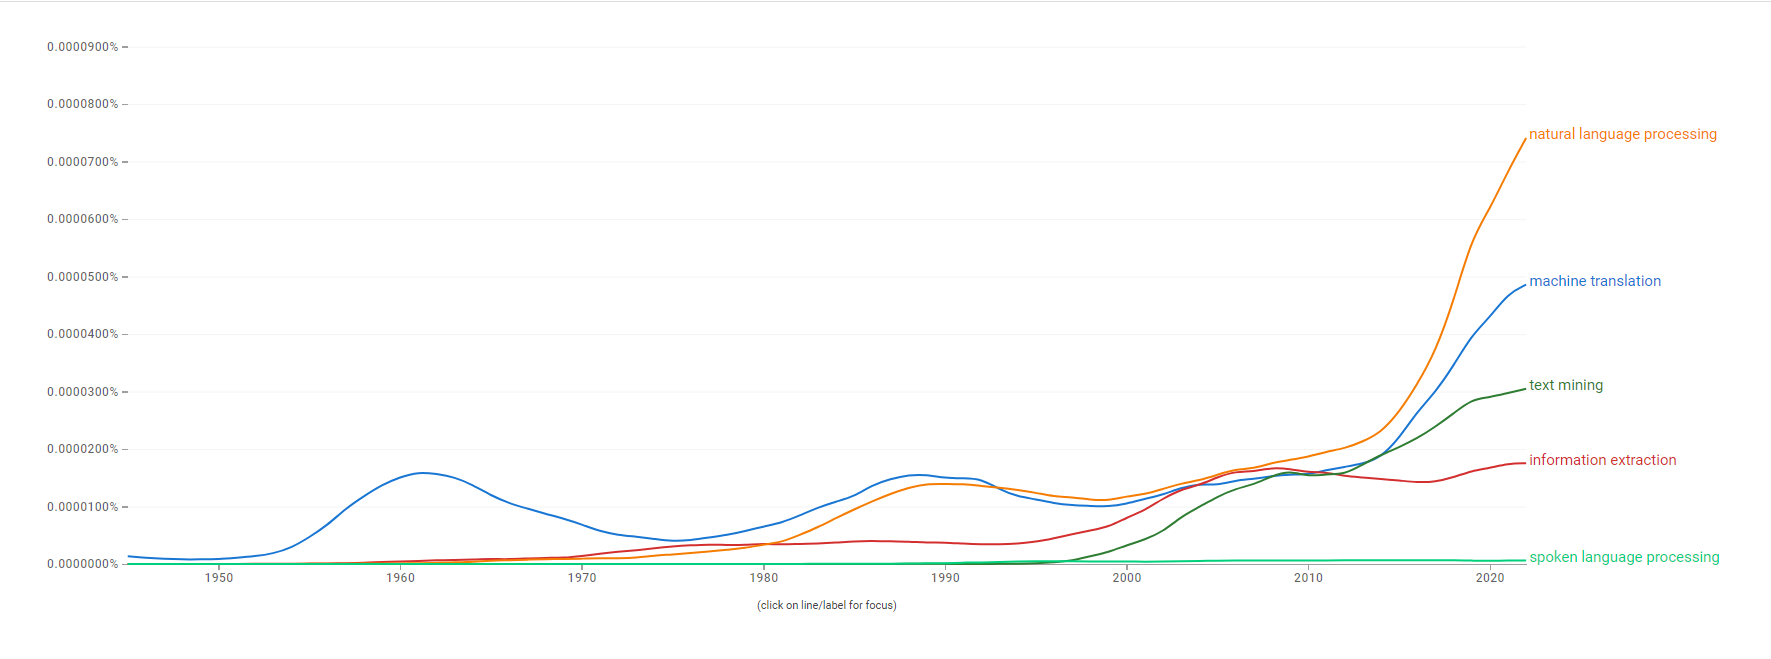 0.0000900%
0.0000800%
natural language processing
0.0000700%
0.0000600%
0.0000500%
machine translation
0.0000400%
0.0000300%
text mining
0.0000200%
information extraction
0.0000100%
0.0000000%
spoken language processing
1950 1960 1970 1980 1990 2000 2010 2020
(click on line/label for focus)